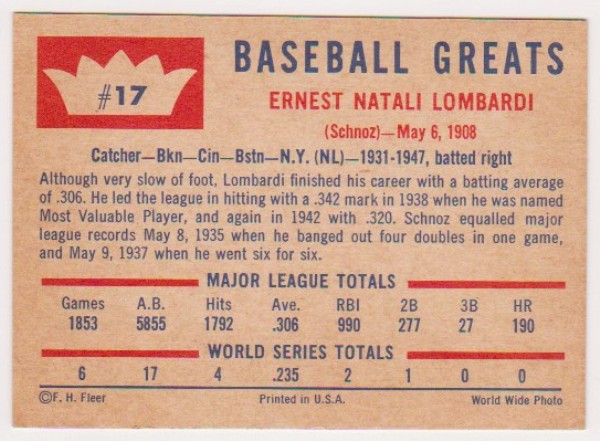 #17
BASEBALL GREATS
ERNEST NATALI LOMBARDI
(Schnoz)—May 6, 1908
Catcher—Bkn—Cin—Bstn—N.Y. (NL)—1931-1947, batted right
Although very slow of foot, Lombardi finished his career with a batting average
of .306. He led the league in hitting with a .342 mark in 1938 when he was named
Most Valuable Player, and again in 1942 with .320. Schnoz equalled major
league records May 8, 1935 when he banged out four doubles in one game,
and May 9, 1937 when he went six for six.
MAJOR LEAGUE TOTALS
Games A.B. Hits Ave. RBI 2B 3B HR
1853 5855 1792 .306 990 277 27 190
WORLD SERIES TOTALS
6 17 4 .235 2 1 0 0
©F. H. Fleer Printed in U.S.A. World Wide Photo